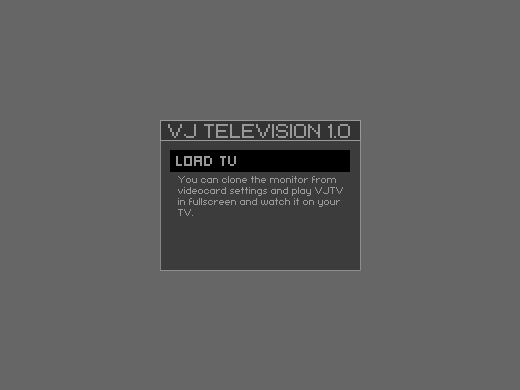 VJ TELEVISION 1.0
LOAD TV
You can clone the monitor from
videocard settings and play VJTV
in fullscreen and watch it on your
TV.